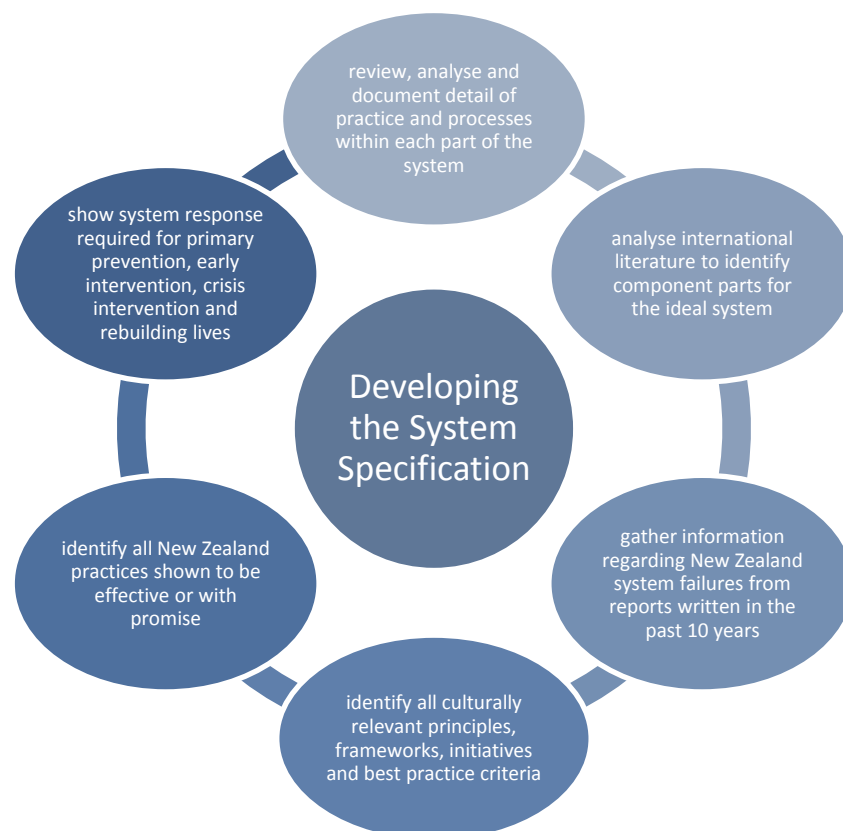 review, analyse and
document detail of
practice and processes
within each part of the
system
analyse international
literature to identify
component parts for
the ideal system
gather information
regarding New Zealand
system failures from
reports written in the
past 10 years
identify all culturally
relevant principles,
frameworks, initiatives
and best practice criteria
identify all New Zealand
practices shown to be
effective or with
promise
show system response
required for primary
prevention, early
intervention, crisis
intervention and
rebuilding lives
Developing
the System
Specification